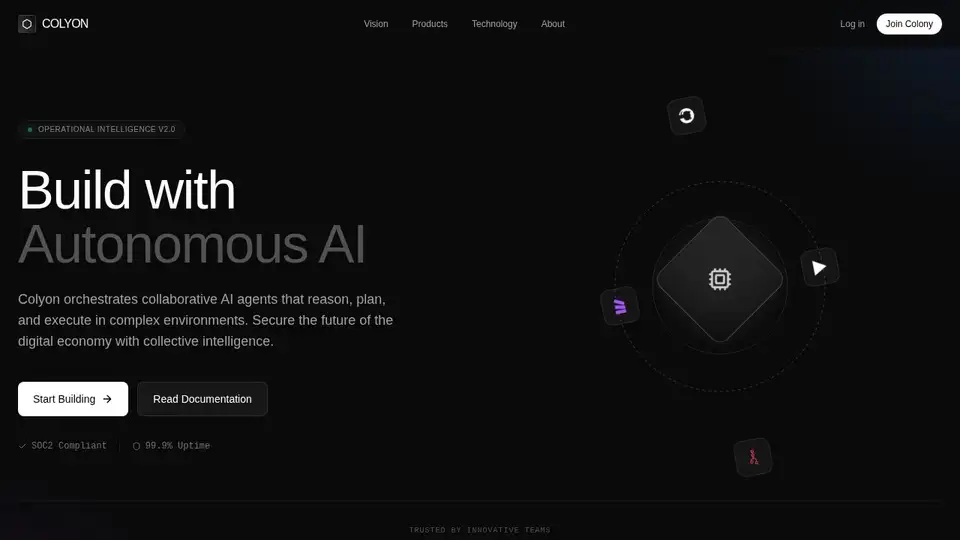 COLYON
Vision
Products
Technology
About
Log in
Join Colony
OPERATIONAL INTELLIGENCE V2.0
Build with
Autonomous AI
Colyon orchestrates collaborative AI agents that reason, plan,
and execute in complex environments. Secure the future of the
digital economy with collective intelligence.
Start Building
Read Documentation
SOC2 Compliant
99.9% Uptime
TRUSTED BY INNOVATIVE TEAMS